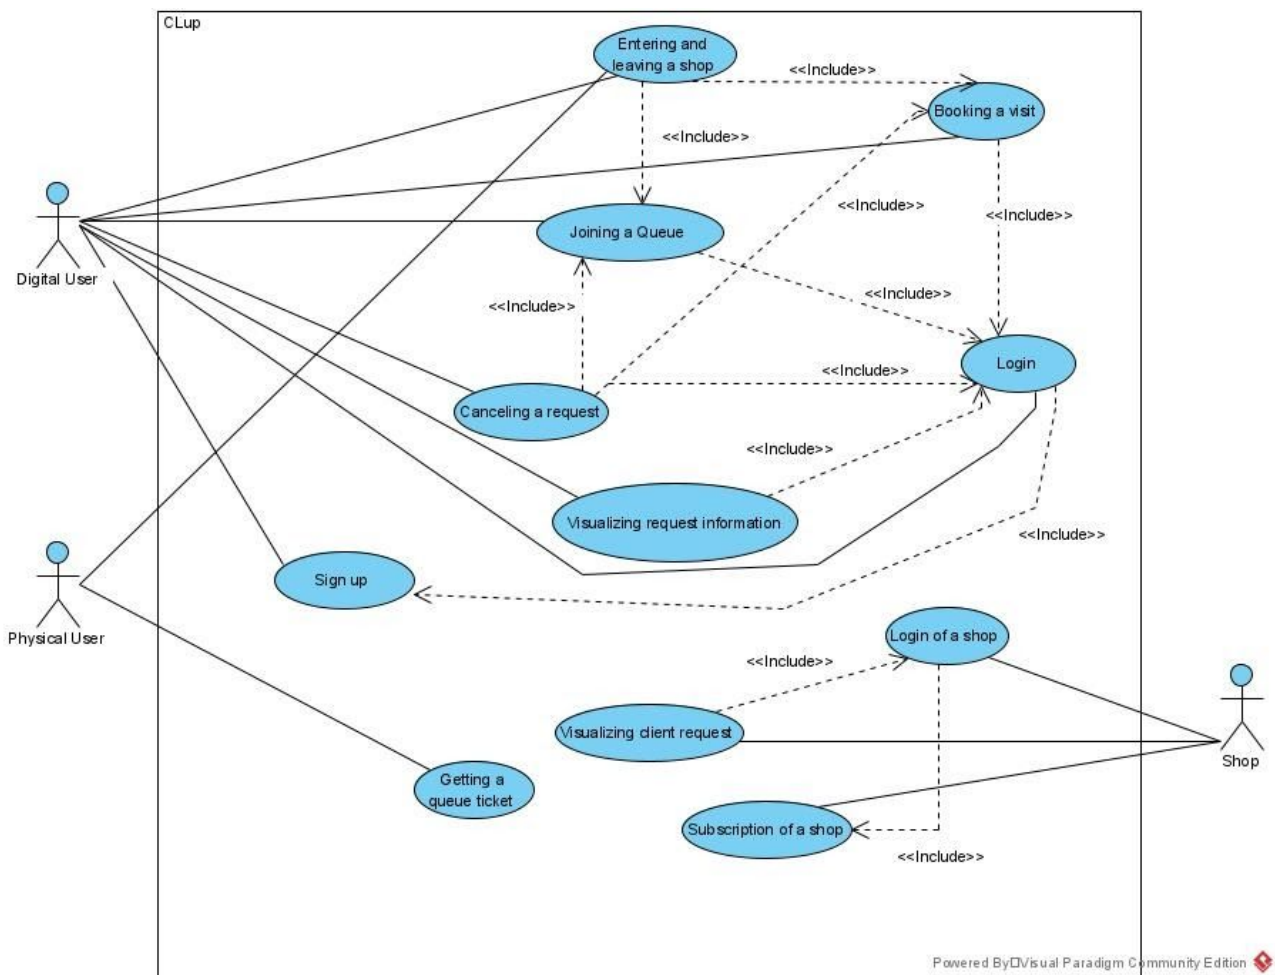 CLup
Entering and
leaving a shop
<<Include>>
Booking a visit
<<Include>>
<<Include>>
<<Include>>
Joining a Queue
Digital User
<<Include>>
<<Include>>
Login
<<Include>>
Canceling a request
<<Include>>
Visualizing request information
<<Include>>
Sign up
Physical User
Login of a shop
<<Include>>
Visualizing client request
Shop
Getting a
queue ticket
Subscription of a shop
<<Include>>
Powered By□Visual Paradigm Community Edition